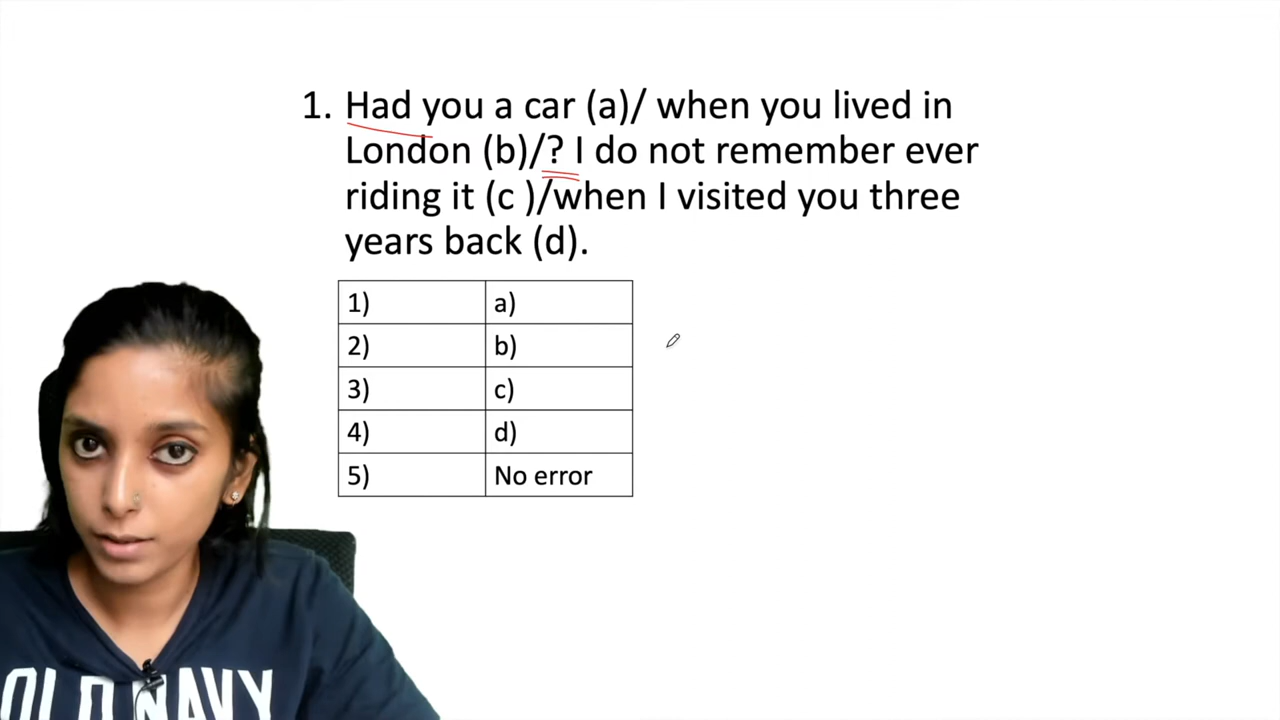 1. Had you a car (a)/ when you lived in
London (b)/? I do not remember ever
riding it (c )/when I visited you three
years back (d).
1) a)
2) b)
3) c)
4) d)
5) No error
OLD NAVY